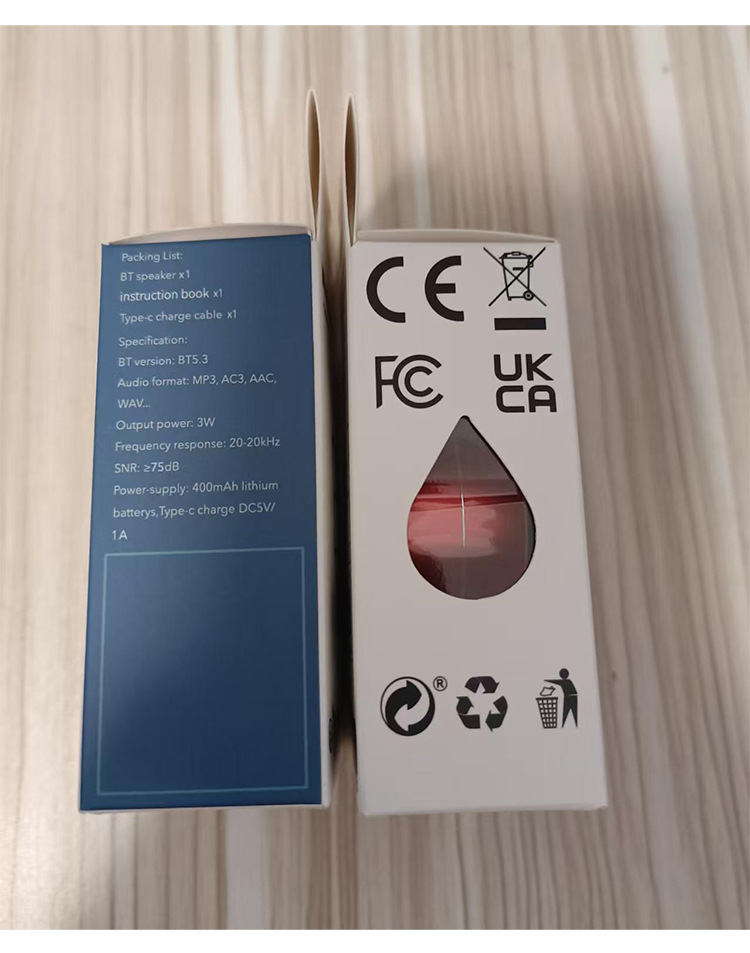 Packing List:
BT speaker x1
instruction book x1
Type-c charge cable x1
Specification:
BT version: BT5.3
Audio format: MP3, AC3, AAC,
WAV...
Output power: 3W
Frequency response: 20-20kHz
SNR: ≥75dB
Power-supply: 400mAh lithium
batterys,Type-c charge DC5V/
1A
CE
FC
UK
CA
®